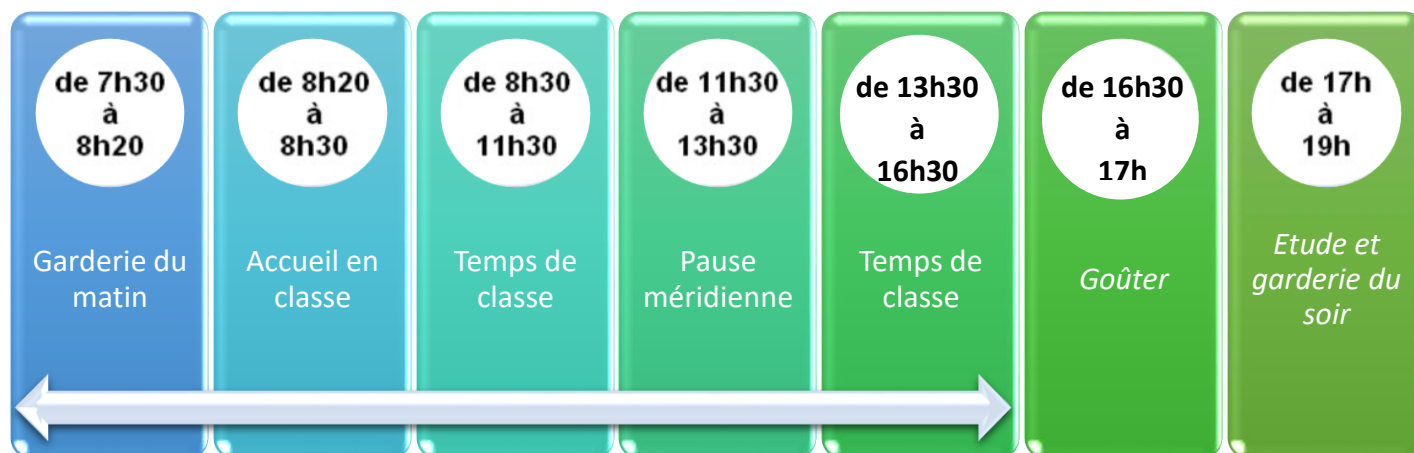 de 7h30
à
8h20
Garderie du
matin
de 8h20
à
8h30
Accueil en
classe
de 8h30
à
11h30
Temps de
classe
de 11h30
à
13h30
Pause
méridienne
de 13h30
à
16h30
Temps de
classe
de 16h30
à
17h
Goûter
de 17h
à
19h
Etude et
garderie du
soir